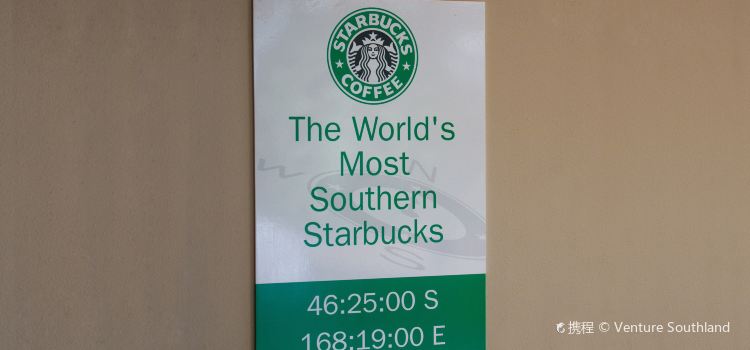 STARBUCKS
COFFEE
The World's
Most
Southern
Starbucks
W
N
S
46:25:00 S
168:19:00 E
携程 © Venture Southland